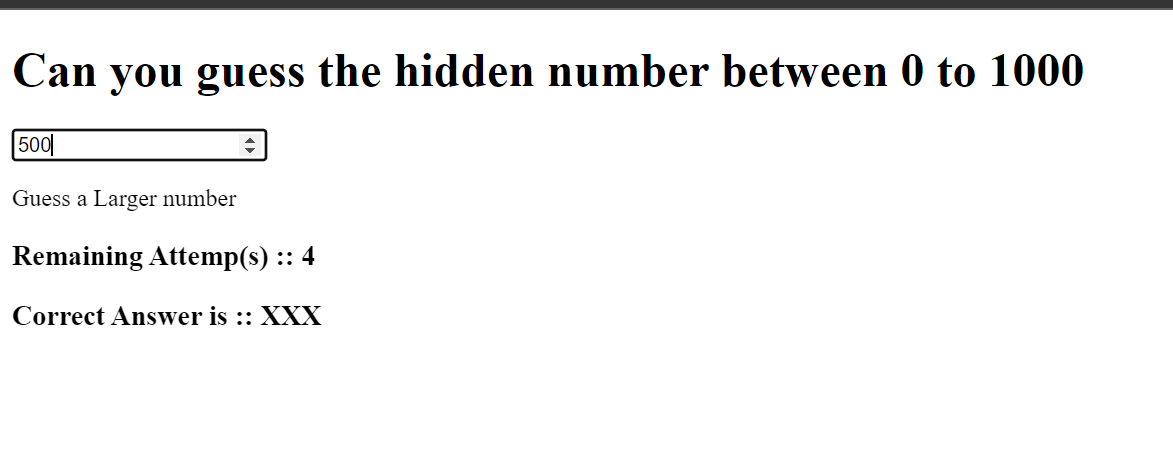 Can you guess the hidden number between 0 to 1000
500
Guess a Larger number
Remaining Attemp(s) :: 4
Correct Answer is :: XXX